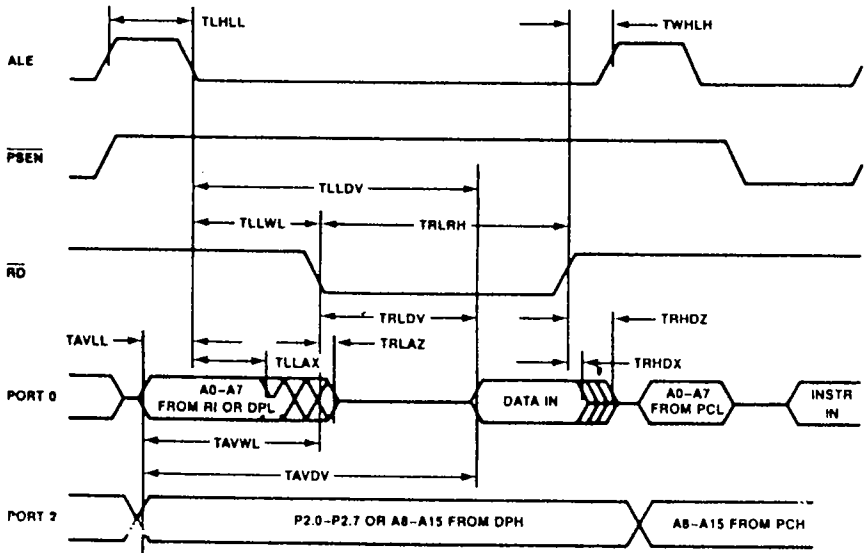 TLHLL
TWHLH
ALE
PSEN
TLLDV
TLLWL
TRLRH
RD
TRLDV
TRHDZ
TAVLL
TRLAZ
TLLAX
TRHDX
PORT 0
A0-A7
FROM RI OR DPL
DATA IN
A0-A7
FROM PCL
INSTR
IN
TAVWL
TAVDV
PORT 2
P2.0-P2.7 OR A8-A15 FROM DPH
A8-A15 FROM PCH